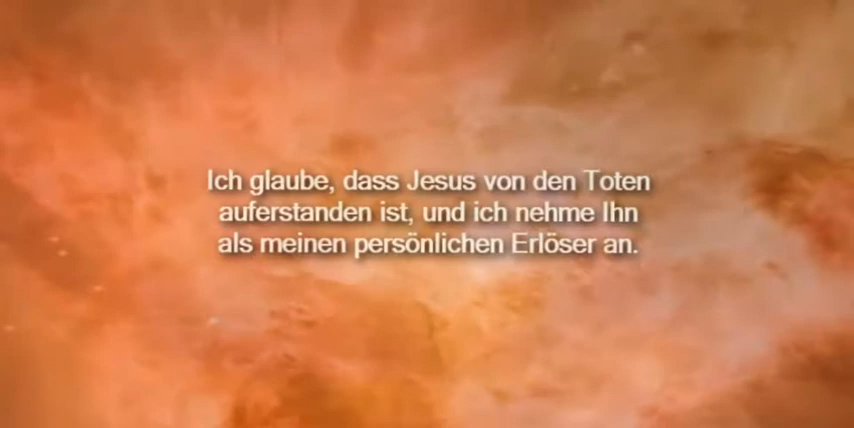 Ich glaube, dass Jesus von den Toten
auferstanden ist, und ich nehme Ihn
als meinen persönlichen Erlöser an.